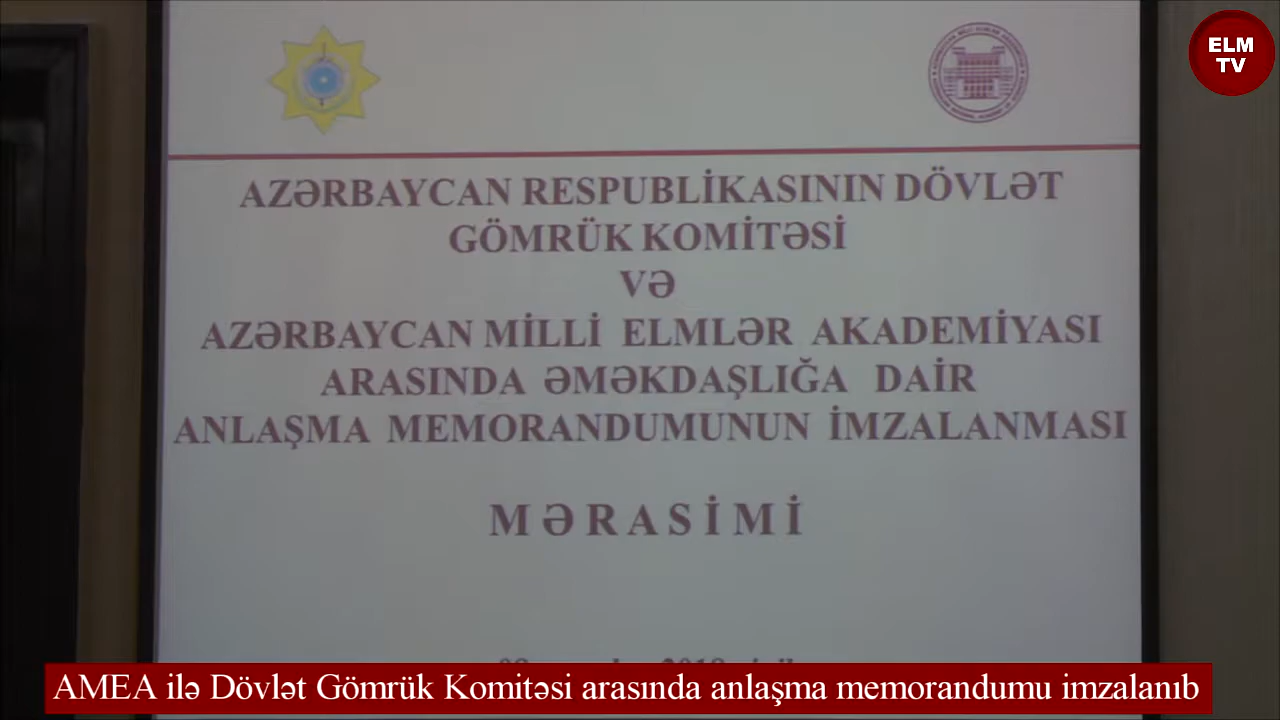 ELM
TV
AZƏRBAYCAN RESPUBLİKASININ DÖVLƏT
GÖMRÜK KOMİTƏSİ
VƏ
AZƏRBAYCAN MİLLİ ELMLƏR AKADEMİYASI
ARASINDA ƏMƏKDAŞLIĞA DAİR
ANLAŞMA MEMORANDUMUNUN İMZALANMASI
MƏRASİMİ
AMEA ilə Dövlət Gömrük Komitəsi arasında anlaşma memorandumu imzalanıb